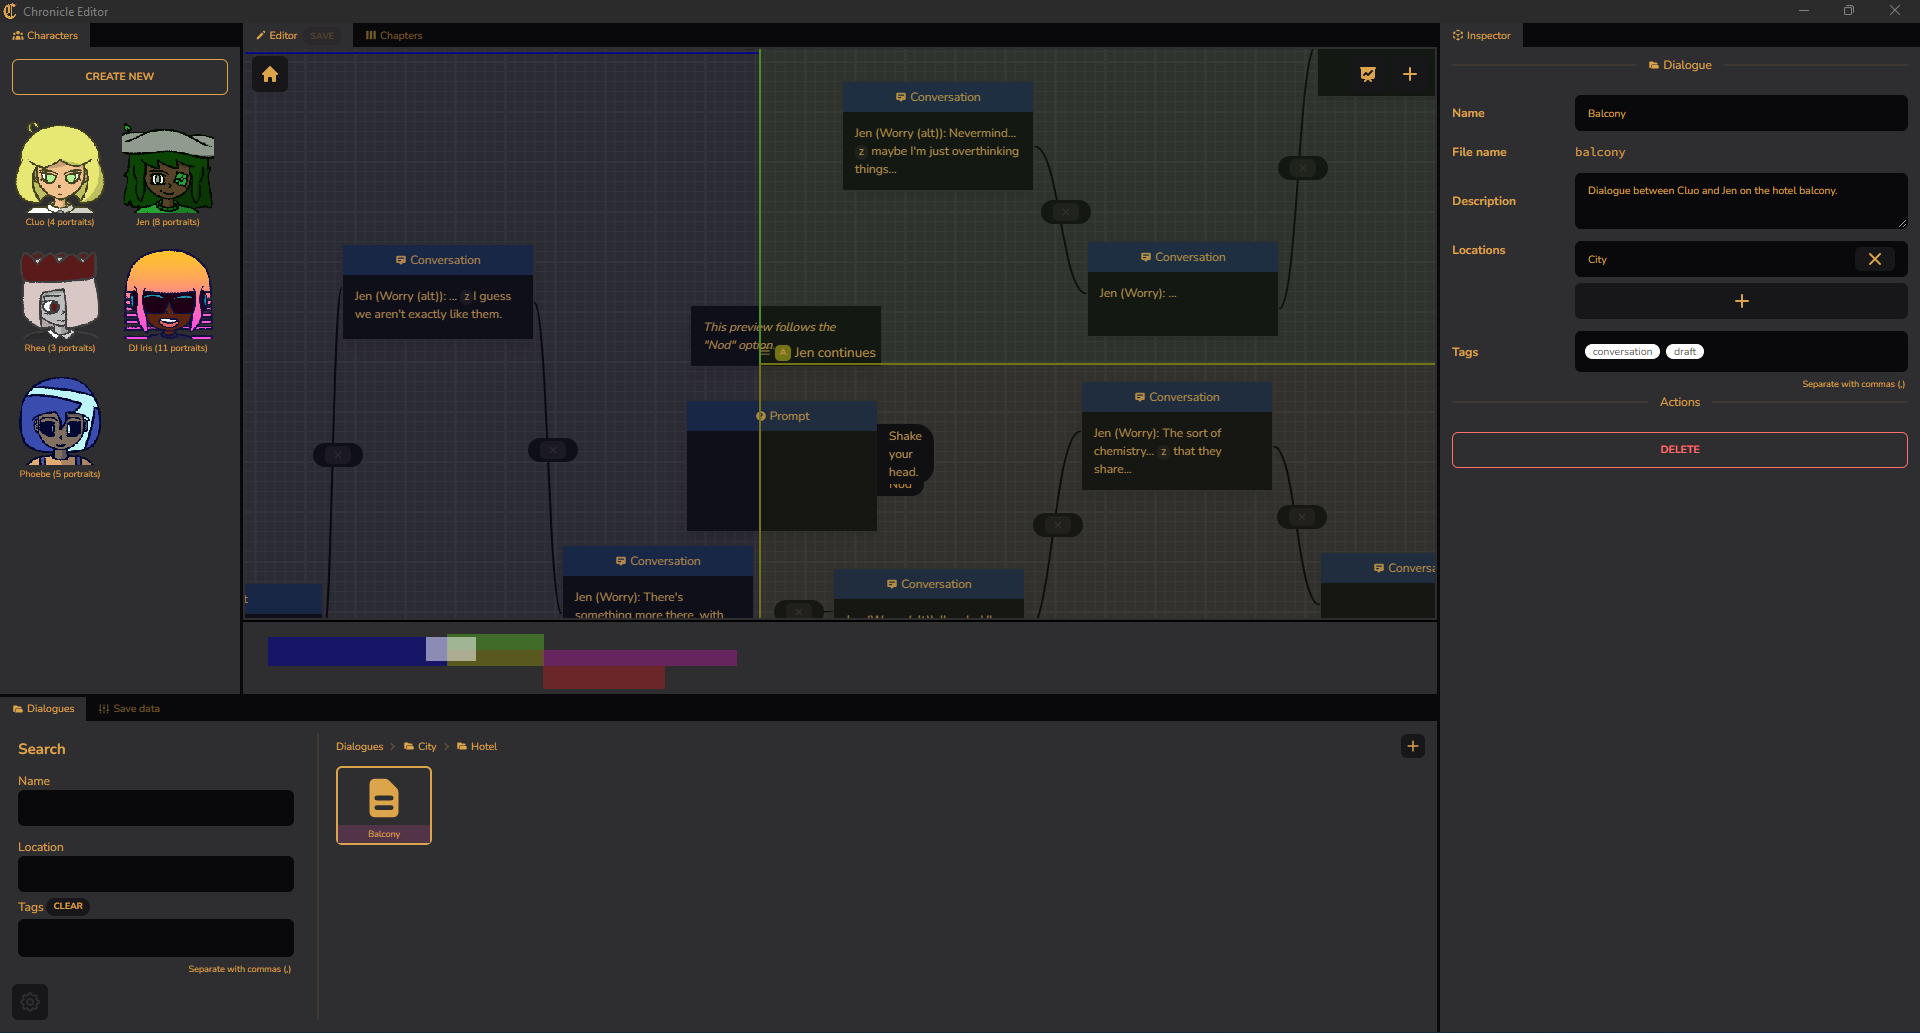 Chronicle Editor
Characters
CREATE NEW
Cluo (4 portraits)
Jen (8 portraits)
Rhea (3 portraits)
DJ Iris (11 portraits)
Phoebe (5 portraits)
Editor SAVE
Chapters
Conversation
Jen (Worry (alt)): Nevermind...
z maybe I'm just overthinking
things...
Conversation
Jen (Worry): ...
Conversation
Jen (Worry (alt)): ... z I guess
we aren't exactly like them.
This preview follows the
"Nod" option.
A Jen continues
Prompt
Shake
your
head.
Nod
Conversation
Jen (Worry): The sort of
chemistry... z that they
share...
Conversation
Jen (Worry): There's
something more there, with
Conversation
Conversa
t
Dialogues
Save data
Search
Name
Location
Tags CLEAR
Separate with commas (,)
Dialogues > City > Hotel
Balcony
Inspector
Dialogue
Name
Balcony
File name
balcony
Description
Dialogue between Cluo and Jen on the hotel balcony.
Locations
City
Tags
conversation draft
Separate with commas (,)
Actions
DELETE